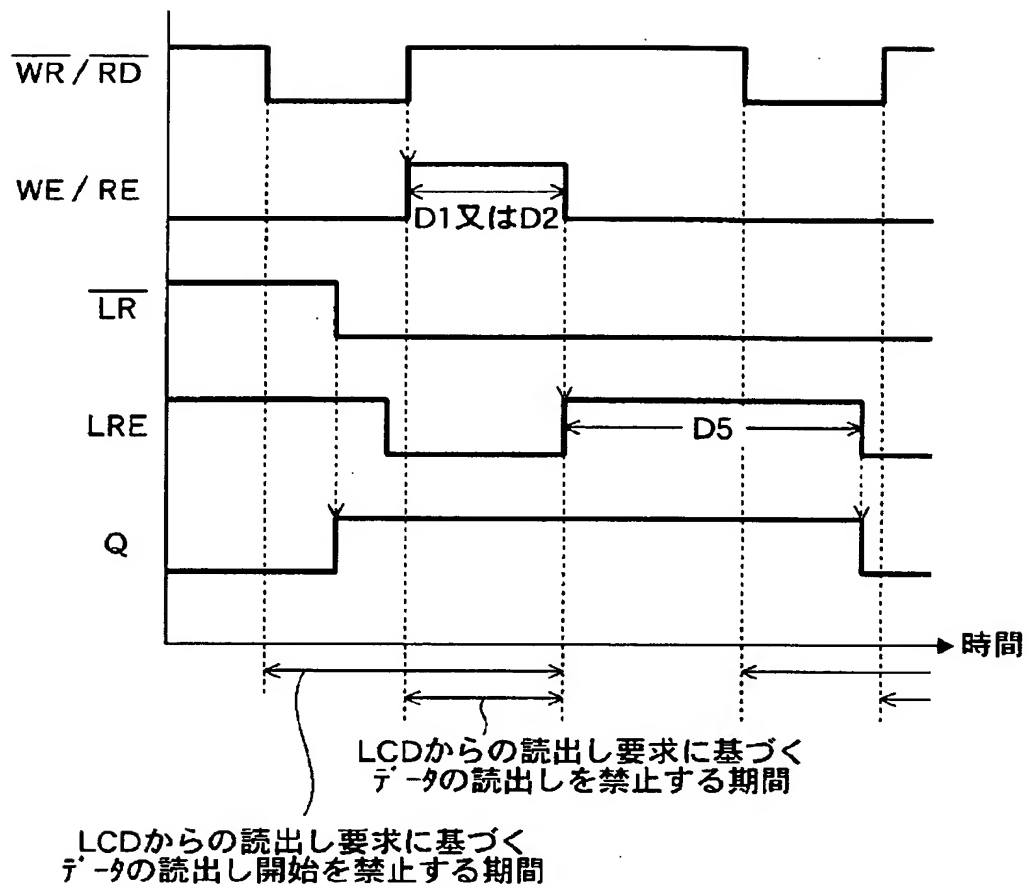 WR / RD
WE / RE
D1又はD2
LR
LRE
D5
Q
時間
LCDからの読出し要求に基づく
データの読出しを禁止する期間
LCDからの読出し要求に基づく
データの読出し開始を禁止する期間